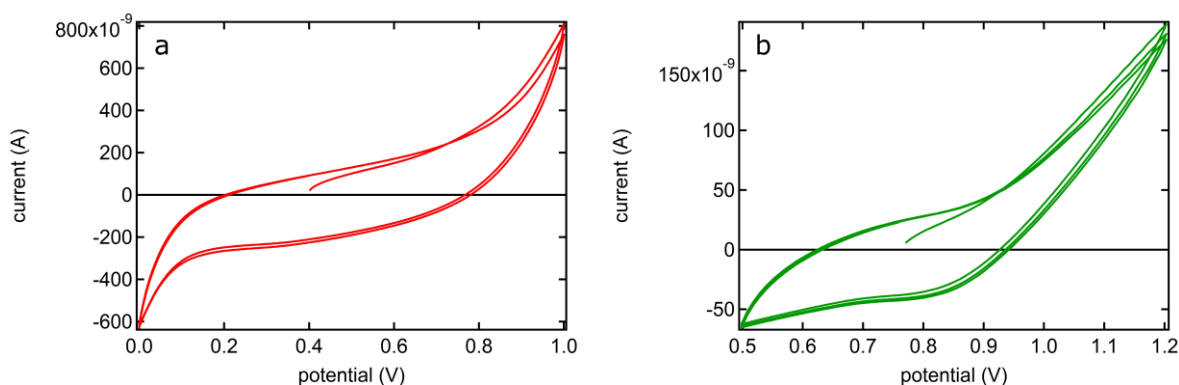 a
800x10⁻⁹
600
400
200
0
-200
-400
-600
current (A)
0.0 0.2 0.4 0.6 0.8 1.0
potential (V)
b
150x10⁻⁹
100
50
0
-50
current (A)
0.5 0.6 0.7 0.8 0.9 1.0 1.1 1.2
potential (V)